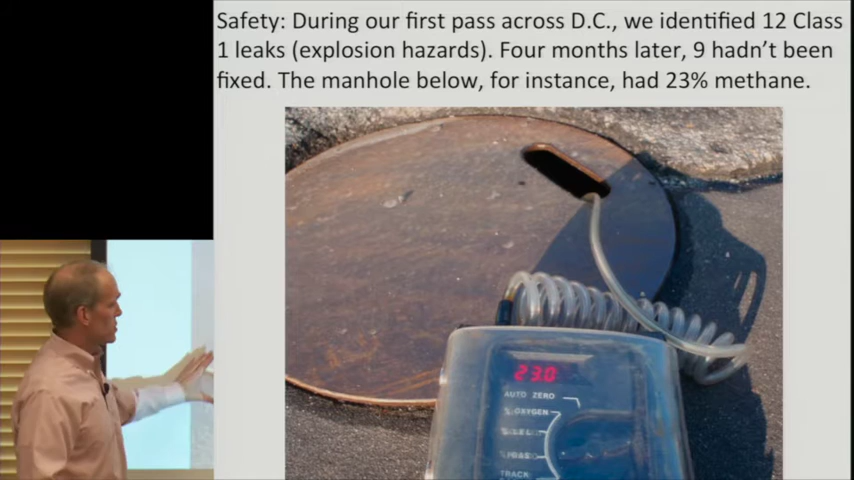 Safety: During our first pass across D.C., we identified 12 Class
1 leaks (explosion hazards). Four months later, 9 hadn't been
fixed. The manhole below, for instance, had 23% methane.
23.0
AUTO ZERO
% OXYGEN
% L.E.L.
% GAS
TRACK